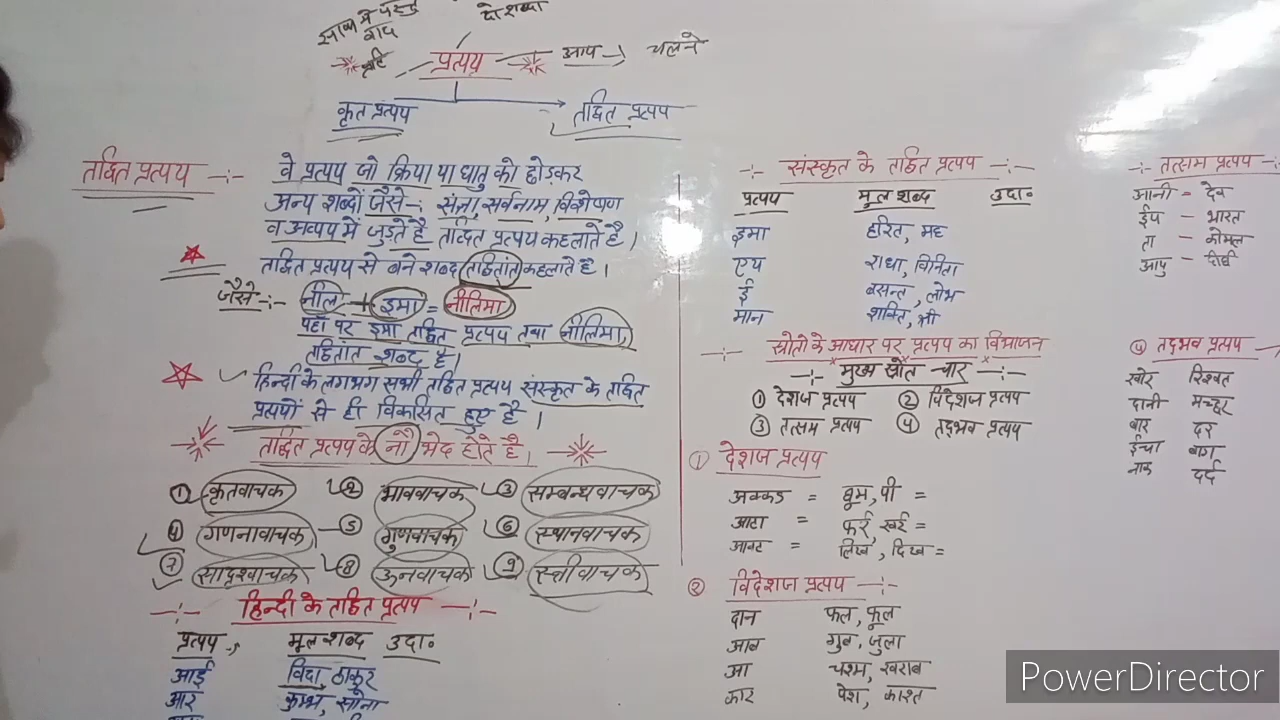 साथ में परन्तु
बाद
दो शब्दों
प्रत्यय
आप → चलने
कृत प्रत्यय
तद्धित प्रत्यय
तद्धित प्रत्यय -:-
वे प्रत्यय जो क्रिया या धातु को छोड़कर
अन्य शब्दों जैसे-: संज्ञा, सर्वनाम, विशेषण
व अव्यय में जुड़ते है तद्धित प्रत्यय कहलाते है।
तद्धित प्रत्यय से बने शब्द तद्धितांत कहलाते है।
जैसे -:- नील + इमा = नीलिमा
यहाँ पर इमा तद्धित प्रत्यय तथा नीलिमा,
तद्धितांत शब्द है।
हिन्दी के लगभग सभी तद्धित प्रत्यय संस्कृत के तद्धित
प्रत्ययों से ही विकसित हुए है।
तद्धित प्रत्यय के नौ भेद होते है।
① कृतवाचक ② भाववाचक ③ सम्बन्धवाचक
④ गणनावाचक ⑤ गुणवाचक ⑥ स्थानवाचक
⑦ सादृश्वाचक ⑧ ऊनवाचक ⑨ स्त्रीवाचक
-:- हिन्दी के तद्धित प्रत्यय -:-
प्रत्यय → मूल शब्द उदा०
आई विदा ठाकुर
आर कुम्भ, सोना
-:- संस्कृत के तद्धित प्रत्यय -:-
प्रत्यय मूल शब्द उदा०
इमा हरित, मह
एय राधा, विनिता
ई बसन्त, लोभ
मान शक्ति, श्री
-:- स्त्रोतो के आधार पर प्रत्यय का विभाजन
-:- मुख्य स्त्रोत चार -:-
① देशज प्रत्यय ② विदेशज प्रत्यय
③ तत्सम प्रत्यय ④ तद्भव प्रत्यय
① देशज प्रत्यय
अक्कड = घूम, पी =
आटा = फर्र, खर्र =
आवट = लिख, दिख =
② विदेशज प्रत्यय -:-
दान फल, फूल
आब गुल, जुला
आ चश्म, खराब
कार पेश, काश्त
तत्सम प्रत्यय -
आनी = देव
ईय - भारत
ता - कोमल
आयु - दीर्घ
④ तद्भव प्रत्यय
खोर रिश्वत
दानी मच्छर
वार दर
ईचा बाग
नाक दर्द
PowerDirector